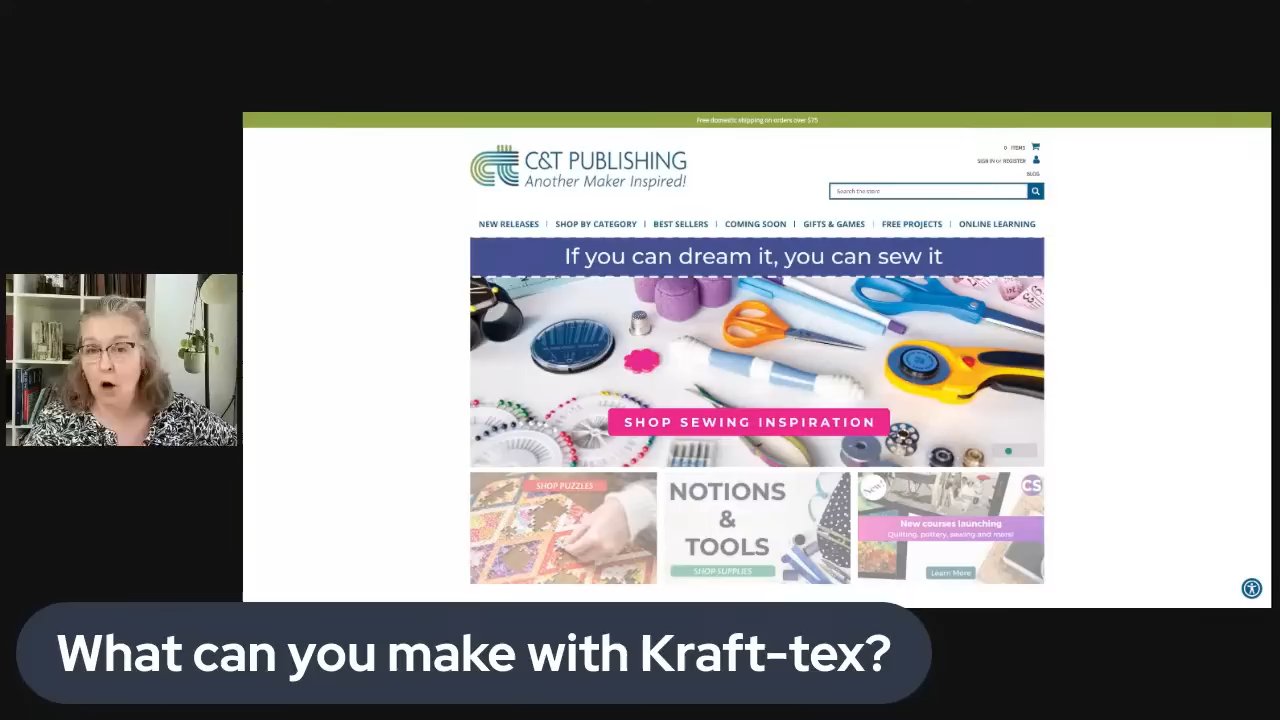 Free domestic shipping on orders over $75
C&T PUBLISHING
Another Maker Inspired!
0 ITEMS
SIGN IN or REGISTER
BLOG
Search the store
NEW RELEASES | SHOP BY CATEGORY | BEST SELLERS | COMING SOON | GIFTS & GAMES | FREE PROJECTS | ONLINE LEARNING
If you can dream it, you can sew it
SHOP SEWING INSPIRATION
SHOP PUZZLES
NOTIONS
&
TOOLS
SHOP SUPPLIES
New!
CS
New courses launching
Quilting, pottery, sewing and more!
Learn More
What can you make with Kraft-tex?